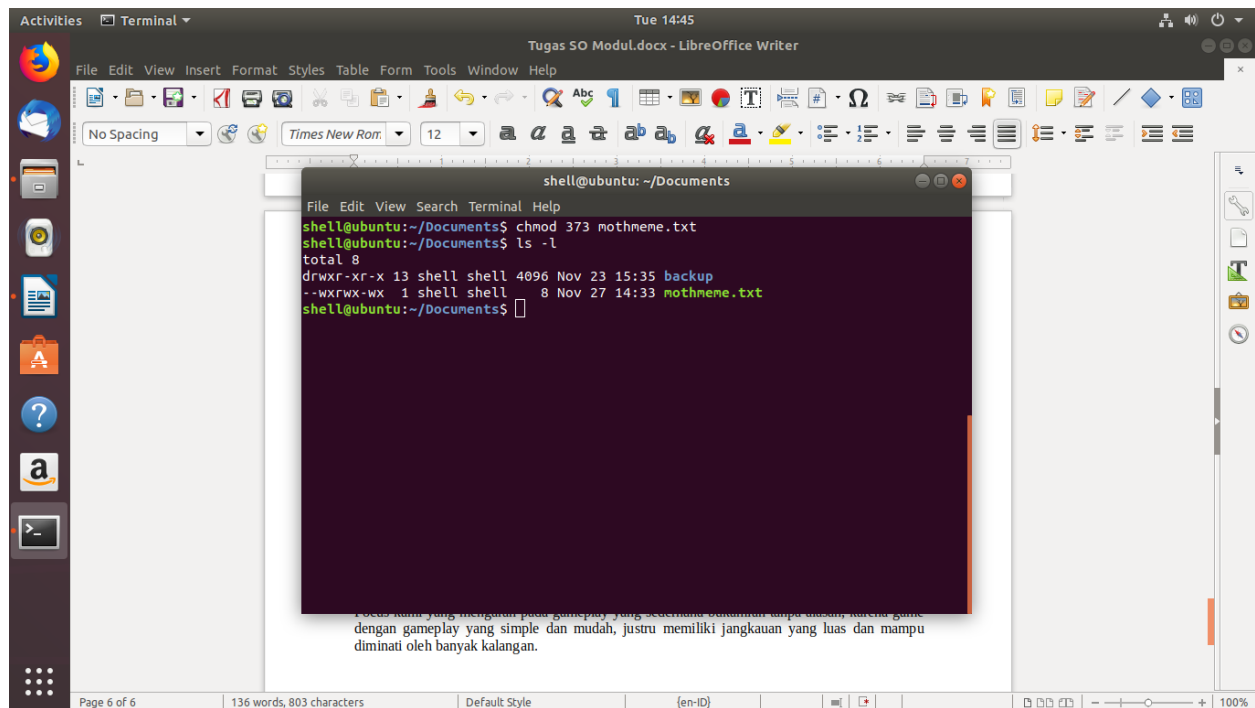 Activities Terminal Tue 14:45
Tugas SO Modul.docx - LibreOffice Writer
File Edit View Insert Format Styles Table Form Tools Window Help
No Spacing Times New Rom 12
shell@ubuntu: ~/Documents
File Edit View Search Terminal Help
shell@ubuntu:~/Documents$ chmod 373 mothmeme.txt
shell@ubuntu:~/Documents$ ls -l
total 8
drwxr-xr-x 13 shell shell 4096 Nov 23 15:35 backup
--wxrwx-wx 1 shell shell 8 Nov 27 14:33 mothmeme.txt
shell@ubuntu:~/Documents$
dengan gameplay yang simple dan mudah, justru memiliki jangkauan yang luas dan mampu
diminati oleh banyak kalangan.
Page 6 of 6 136 words, 803 characters Default Style {en-ID} 100%